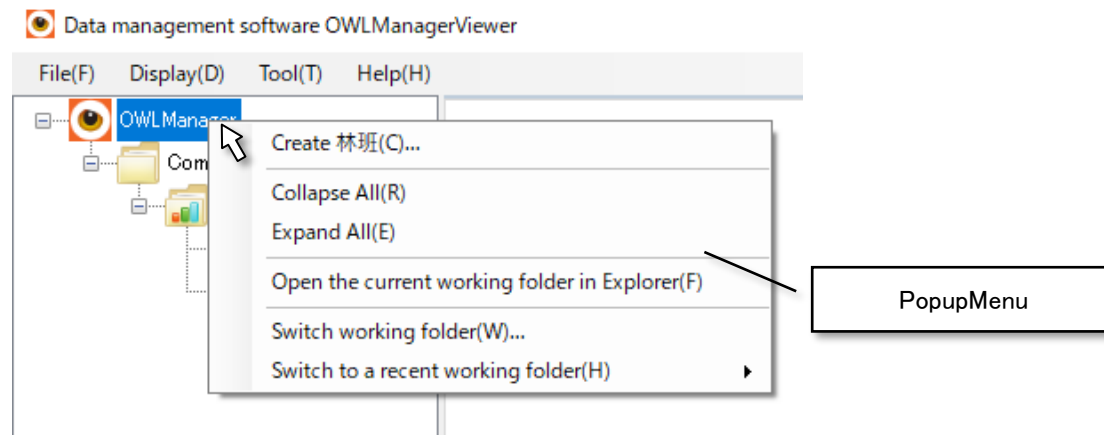 Data management software OWLManagerViewer
File(F) Display(D) Tool(T) Help(H)
OWLManager
Com
Create 林班(C)...
Collapse All(R)
Expand All(E)
Open the current working folder in Explorer(F)
Switch working folder(W)...
Switch to a recent working folder(H)
PopupMenu